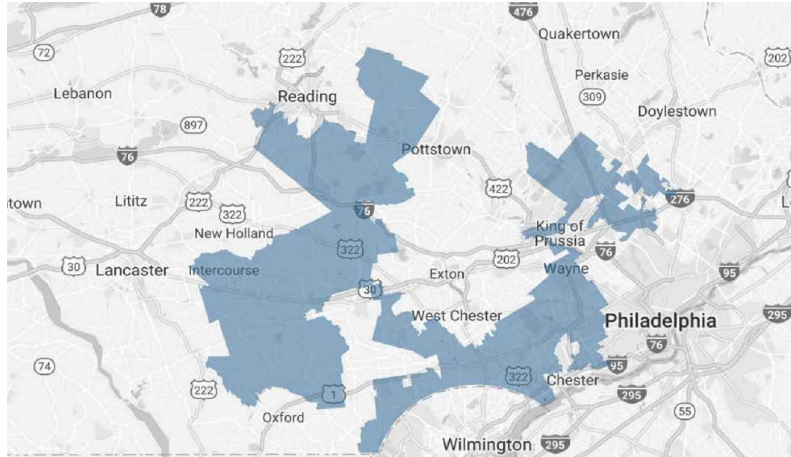 78
476
Quakertown
72
222
202
Perkasie
Lebanon
Reading
309
Doylestown
897
76
Pottstown
422
276
ntown
Lititz
222
322
76
New Holland
King of
Prussia
76
322
30
Lancaster
Intercourse
Exton
202
Wayne
95
30
West Chester
Philadelphia
295
76
74
322
95
Chester
222
1
295
55
Oxford
Wilmington
295
295